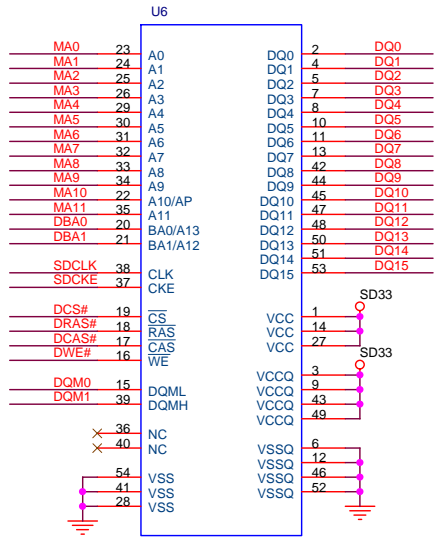 U6
MA0 23 A0 DQ0 2 DQ0
MA1 24 A1 DQ1 4 DQ1
MA2 25 A2 DQ2 5 DQ2
MA3 26 A3 DQ3 7 DQ3
MA4 29 A4 DQ4 8 DQ4
MA5 30 A5 DQ5 10 DQ5
MA6 31 A6 DQ6 11 DQ6
MA7 32 A7 DQ7 13 DQ7
MA8 33 A8 DQ8 42 DQ8
MA9 34 A9 DQ9 44 DQ9
MA10 22 A10/AP DQ10 45 DQ10
MA11 35 A11 DQ11 47 DQ11
DBA0 20 BA0/A13 DQ12 48 DQ12
DBA1 21 BA1/A12 DQ13 50 DQ13
DQ14 51 DQ14
SDCLK 38 CLK DQ15 53 DQ15
SDCKE 37 CKE
SD33
DCS# 19 CS VCC 1
DRAS# 18 RAS VCC 14
DCAS# 17 CAS VCC 27
DWE# 16 WE SD33
VCCQ 3
DQM0 15 DQML VCCQ 9
DQM1 39 DQMH VCCQ 43
VCCQ 49
36 NC
40 NC VSSQ 6
VSSQ 12
54 VSS VSSQ 46
41 VSS VSSQ 52
28 VSS